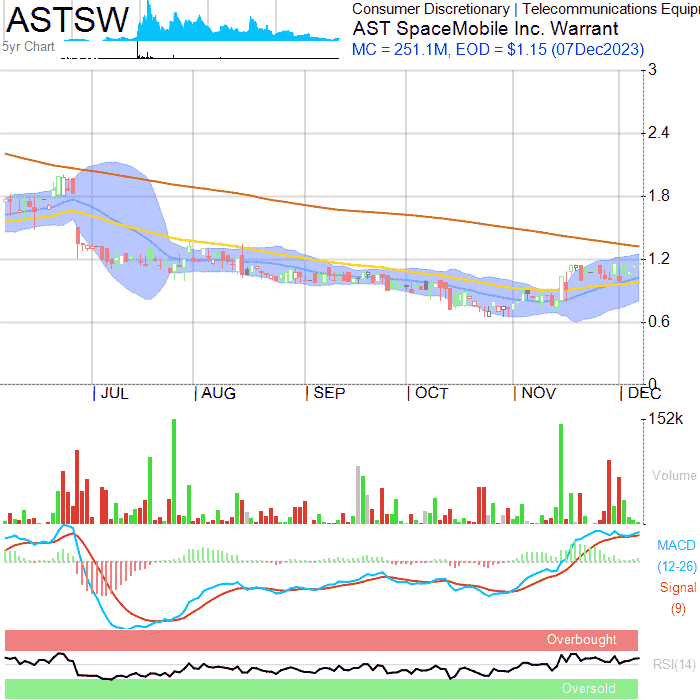 ASTSW
5yr Chart
Consumer Discretionary | Telecommunications Equip
AST SpaceMobile Inc. Warrant
MC = 251.1M, EOD = $1.15 (07Dec2023)
3
2.4
1.8
1.2
0.6
0
JUL AUG SEP OCT NOV DEC
152k
Volume
MACD
(12-26)
Signal
(9)
Overbought
RSI(14)
Oversold